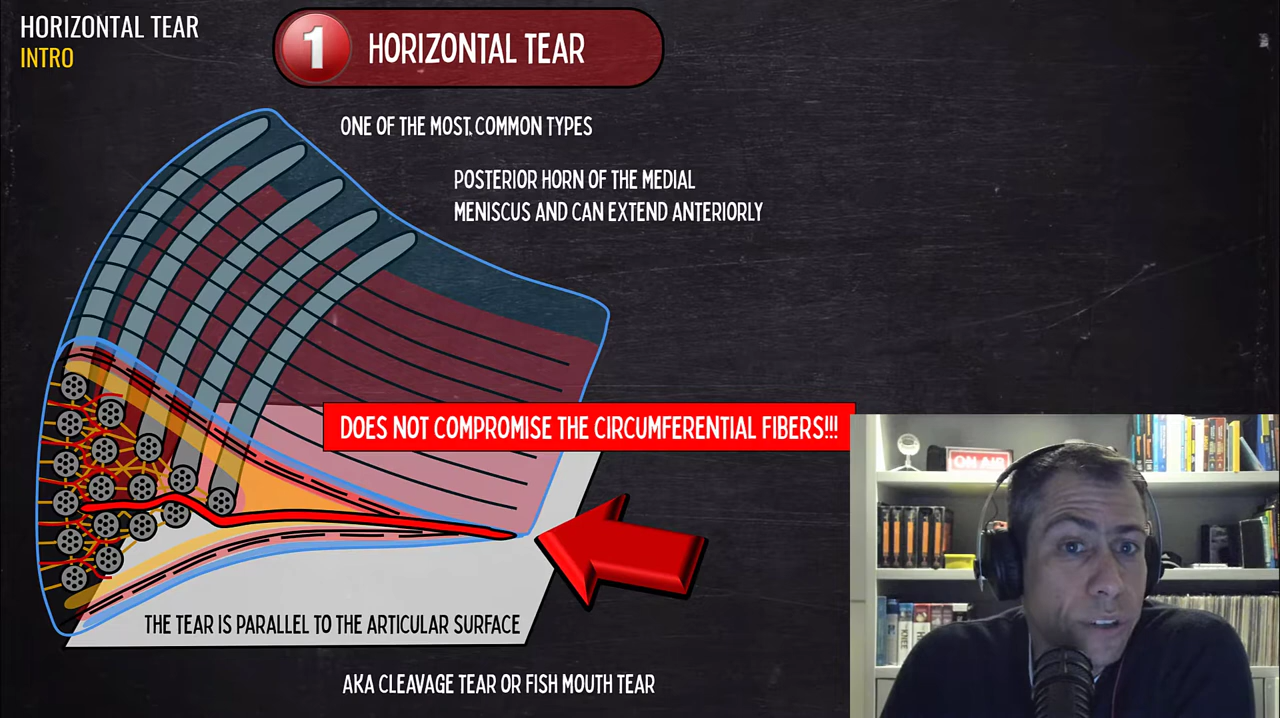 HORIZONTAL TEAR
INTRO
1 HORIZONTAL TEAR
ONE OF THE MOST COMMON TYPES
POSTERIOR HORN OF THE MEDIAL
MENISCUS AND CAN EXTEND ANTERIORLY
DOES NOT COMPROMISE THE CIRCUMFERENTIAL FIBERS!!!
ON AIR
KNEE
THE TEAR IS PARALLEL TO THE ARTICULAR SURFACE
AKA CLEAVAGE TEAR OR FISH MOUTH TEAR